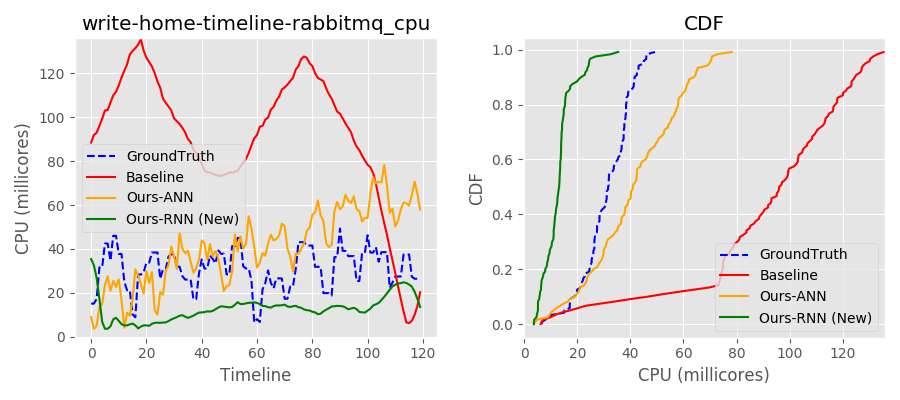 write-home-timeline-rabbitmq_cpu
CPU (millicores)
120
100
80
60
40
20
0
GroundTruth
Baseline
Ours-ANN
Ours-RNN (New)
0 20 40 60 80 100 120
Timeline
CDF
CDF
1.0
0.8
0.6
0.4
0.2
0.0
GroundTruth
Baseline
Ours-ANN
Ours-RNN (New)
0 20 40 60 80 100 120
CPU (millicores)